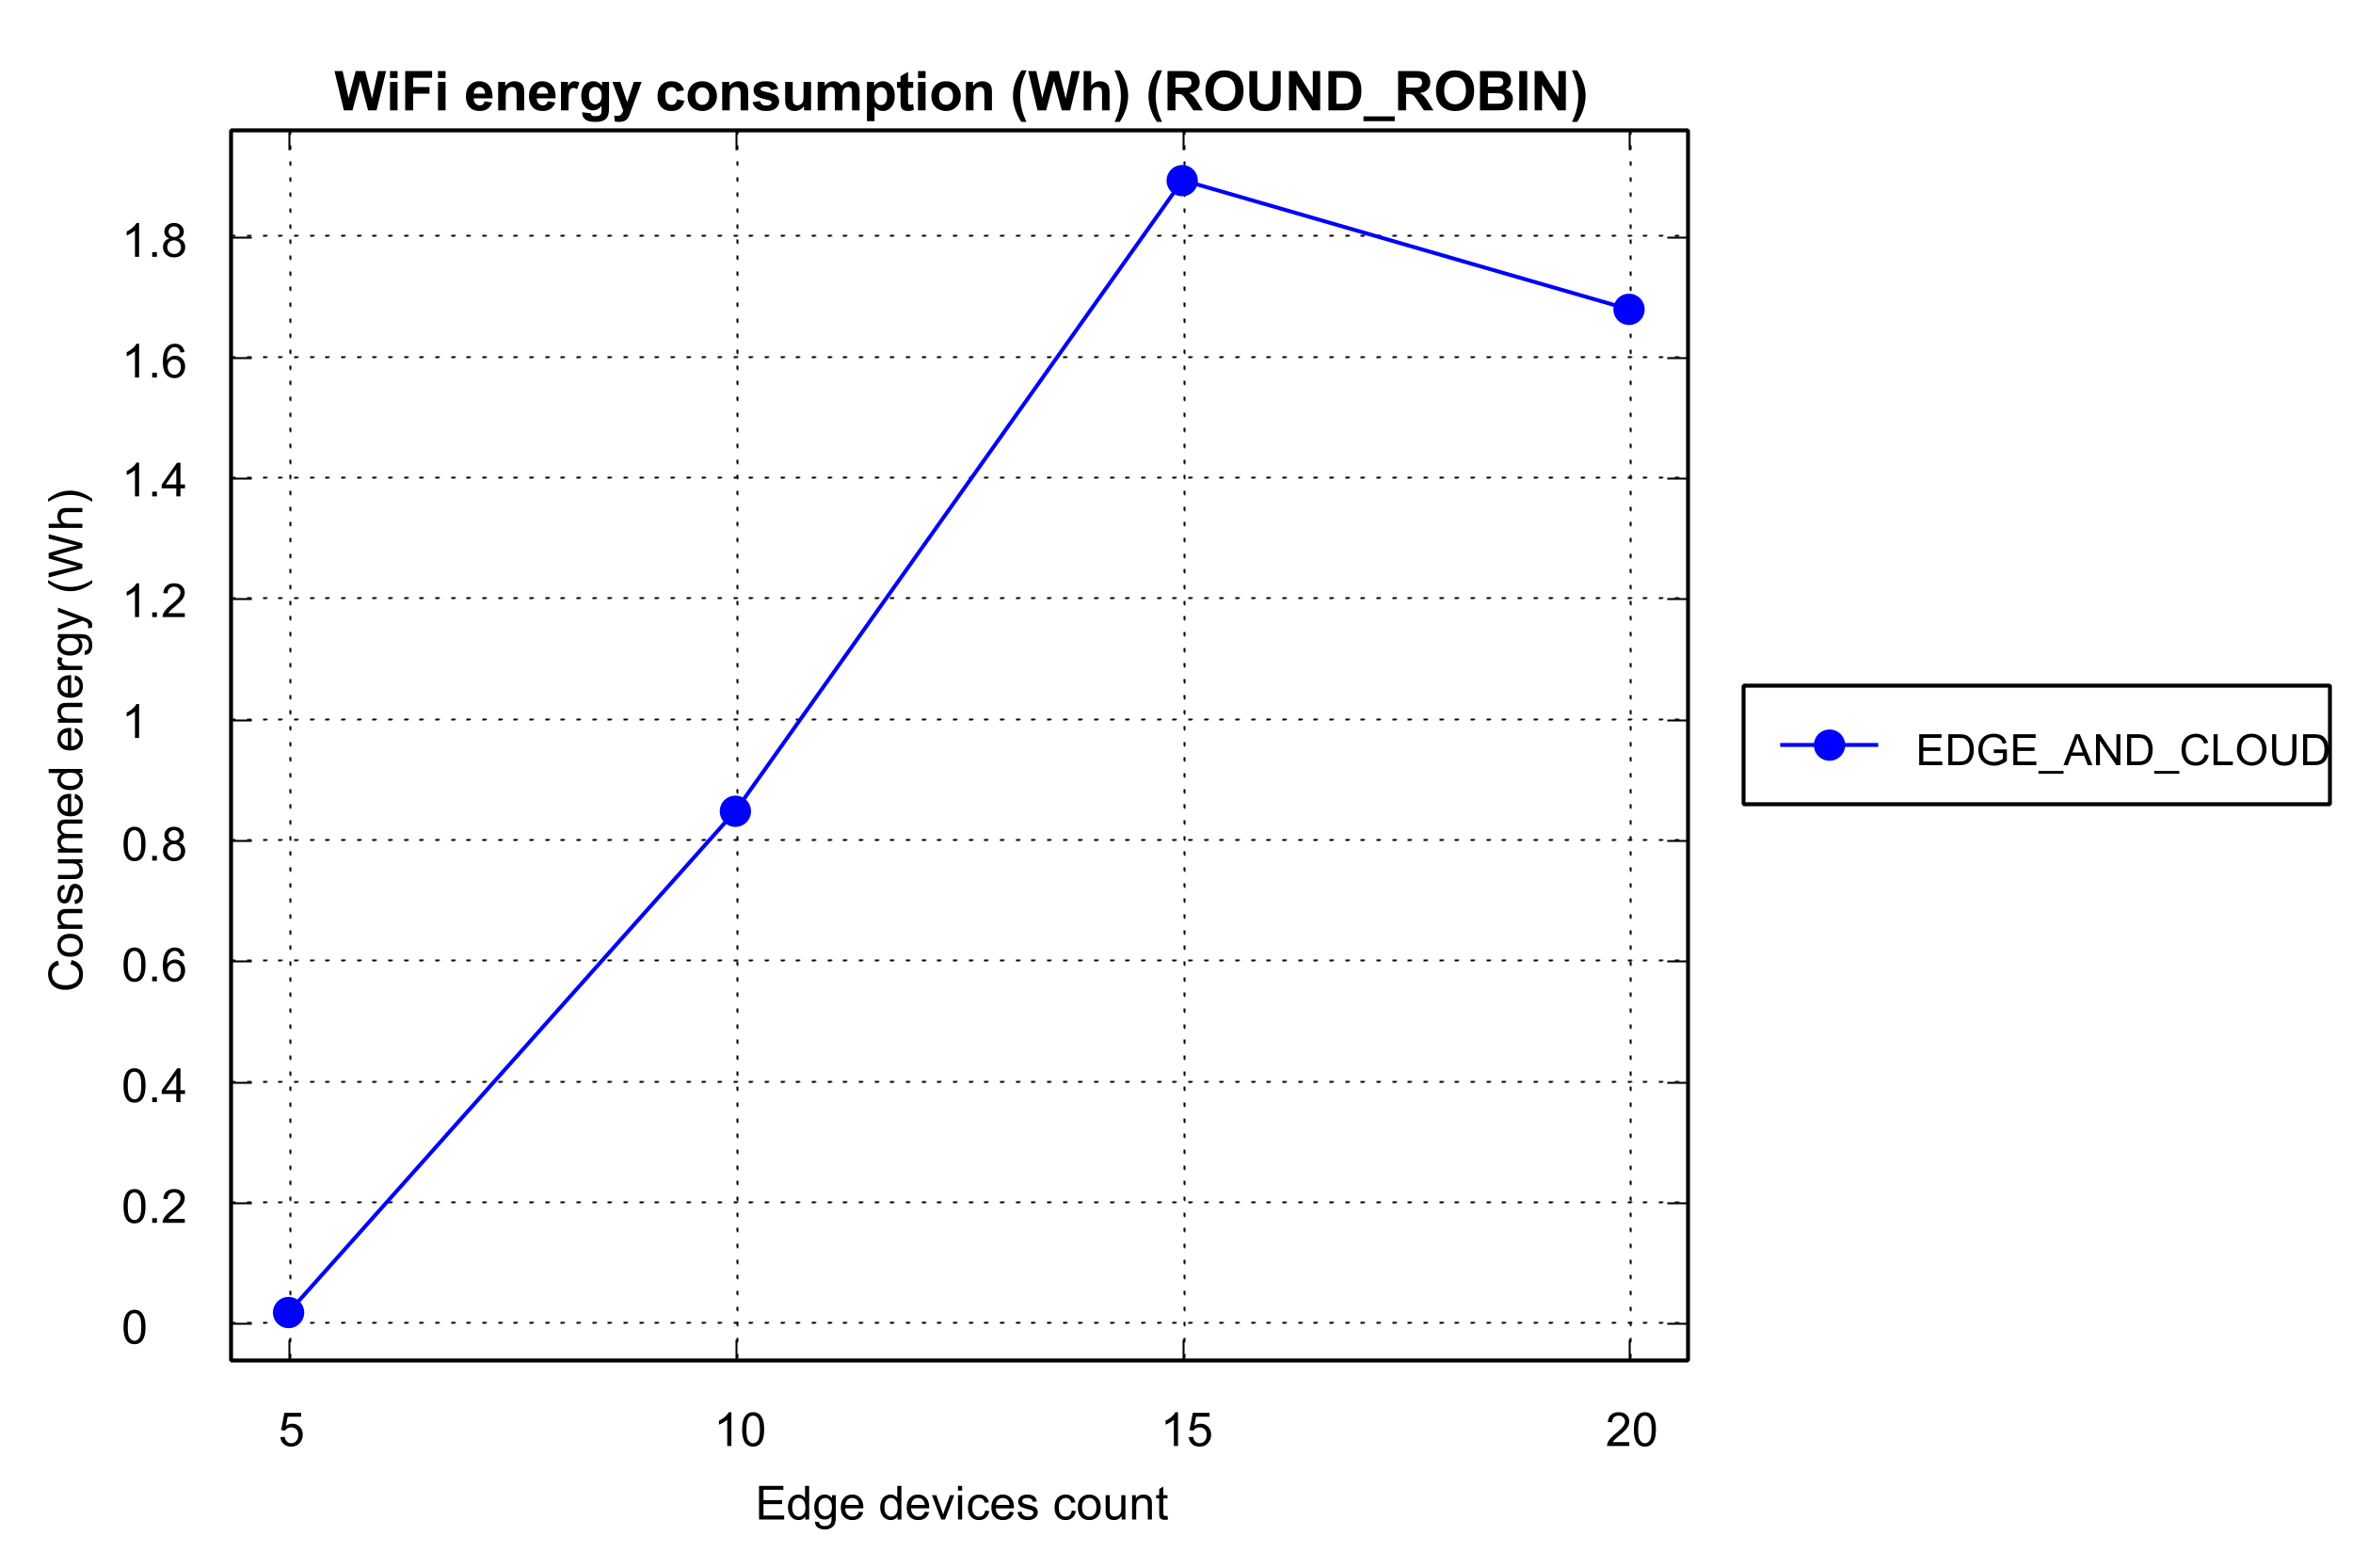 WiFi energy consumption (Wh) (ROUND_ROBIN)
1.8
1.6
1.4
1.2
1
0.8
0.6
0.4
0.2
0
Consumed energy (Wh)
EDGE_AND_CLOUD
5 10 15 20
Edge devices count